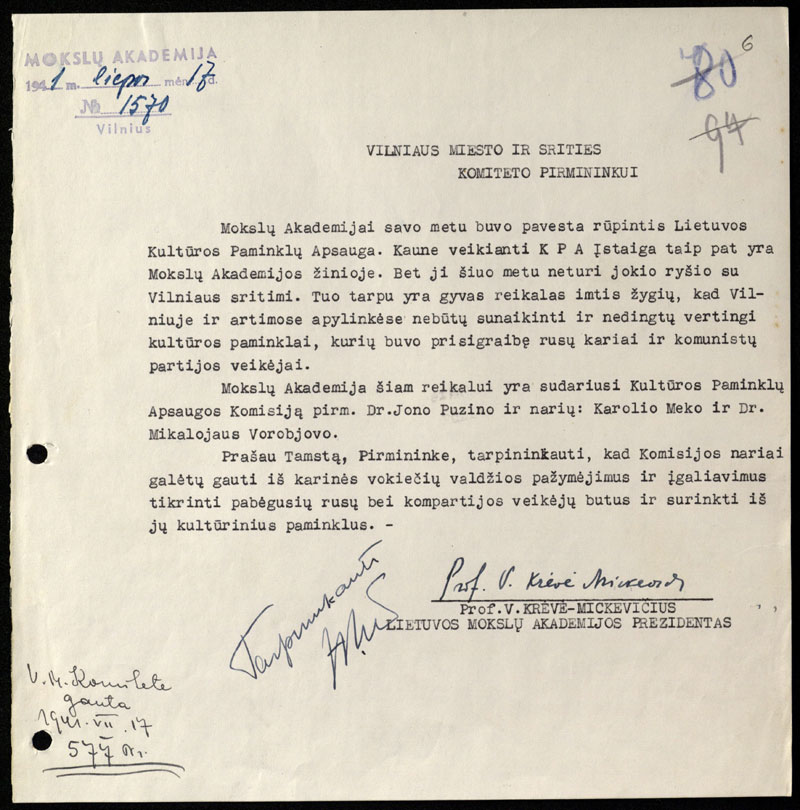 6
80
94
MOKSLŲ AKADEMIJA
1941 m. liepos mėn. 17 d.
№ 1570
Vilnius
VILNIAUS MIESTO IR SRITIES
KOMITETO PIRMININKUI
Mokslų Akademijai savo metu buvo pavesta rūpintis Lietuvos
Kultūros Paminklų Apsauga. Kaune veikianti K P A Įstaiga taip pat yra
Mokslų Akademijos žinioje. Bet ji šiuo metu neturi jokio ryšio su
Vilniaus sritimi. Tuo tarpu yra gyvas reikalas imtis žygių, kad Vil-
niuje ir artimose apylinkėse nebūtų sunaikinti ir nedingtų vertingi
kultūros paminklai, kurių buvo prisigraibę rusų kariai ir komunistų
partijos veikėjai.
Mokslų Akademija šiam reikalui yra sudariusi Kultūros Paminklų
Apsaugos Komisiją pirm. Dr.Jono Puzino ir narių: Karolio Meko ir Dr.
Mikalojaus Vorobjovo.
Prašau Tamstą, Pirmininke, tarpininkauti, kad Komisijos nariai
galėtų gauti iš karinės vokiečių valdžios pažymėjimus ir įgaliavimus
tikrinti pabėgusių rusų bei kompartijos veikėjų butus ir surinkti iš
jų kultūrinius paminklus. -
Prof. V. Krėvė Mickevičius
Prof.V.KRĖVĖ-MICKEVIČIUS
LIETUVOS MOKSLŲ AKADEMIJOS PREZIDENTAS
Tarpininkauti
V. M. Komitete
gauta
1941.VII.17
577 Nr.